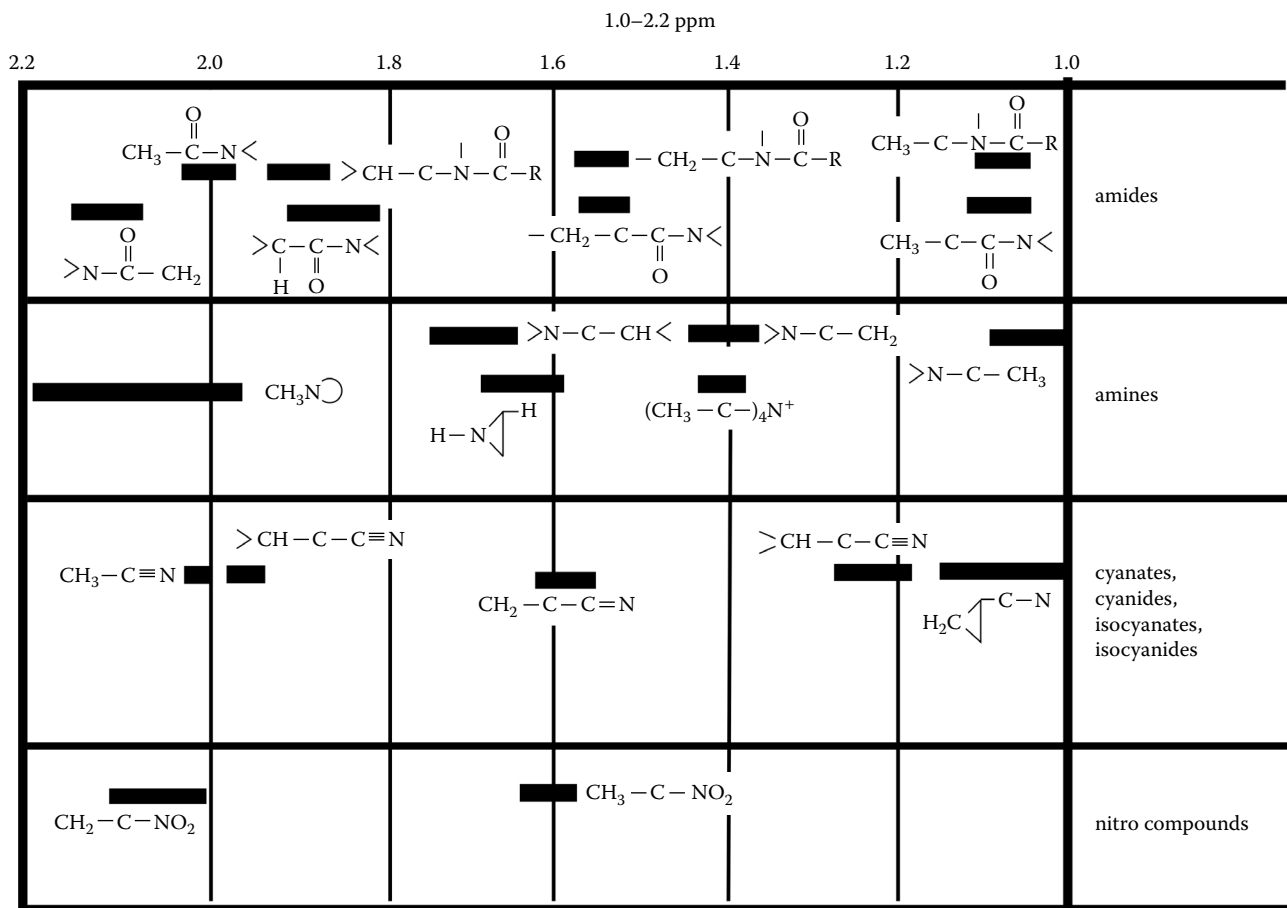 1.0–2.2 ppm
2.2 2.0 1.8 1.6 1.4 1.2 1.0
O
CH3–C–N<
>CH–C–N–C–R
O
–CH2–C–N–C–R
O
CH3–C–N–C–R
O
amides
O
>N–C–CH2
>C–C–N<
H O
–CH2–C–C–N<
O
CH3–C–C–N<
O
>N–C–CH<
>N–C–CH2
>N–C–CH3
CH3N
H–N H
(CH3–C–)4N+
amines
>CH–C–C≡N
>CH–C–C≡N
CH3–C≡N
CH2–C–C=N
C–N
H2C
cyanates,
cyanides,
isocyanates,
isocyanides
CH2–C–NO2
CH3–C–NO2
nitro compounds